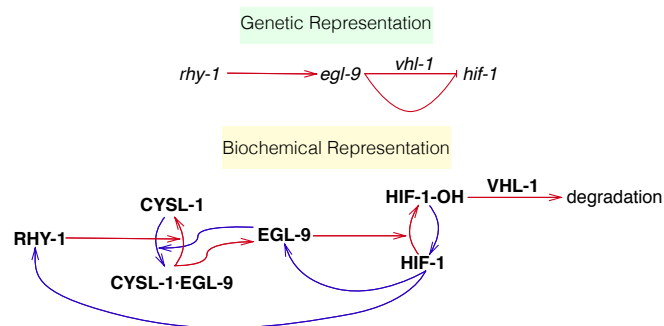 Genetic Representation
vhl-1
rhy-1 egl-9 hif-1
Biochemical Representation
HIF-1-OH VHL-1 degradation
CYSL-1
RHY-1 EGL-9
HIF-1
CYSL-1·EGL-9